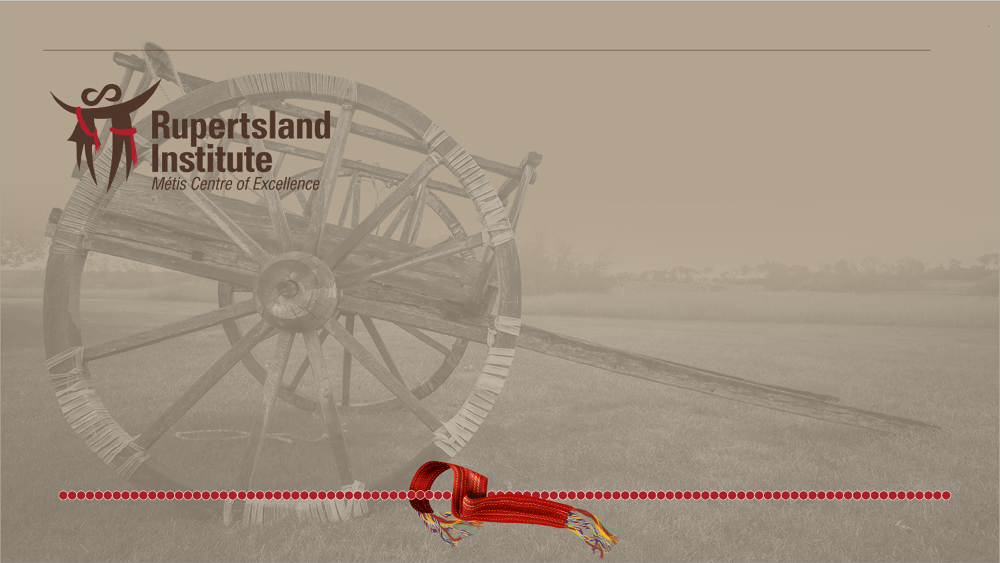 Rupertsland
Institute
Métis Centre of Excellence